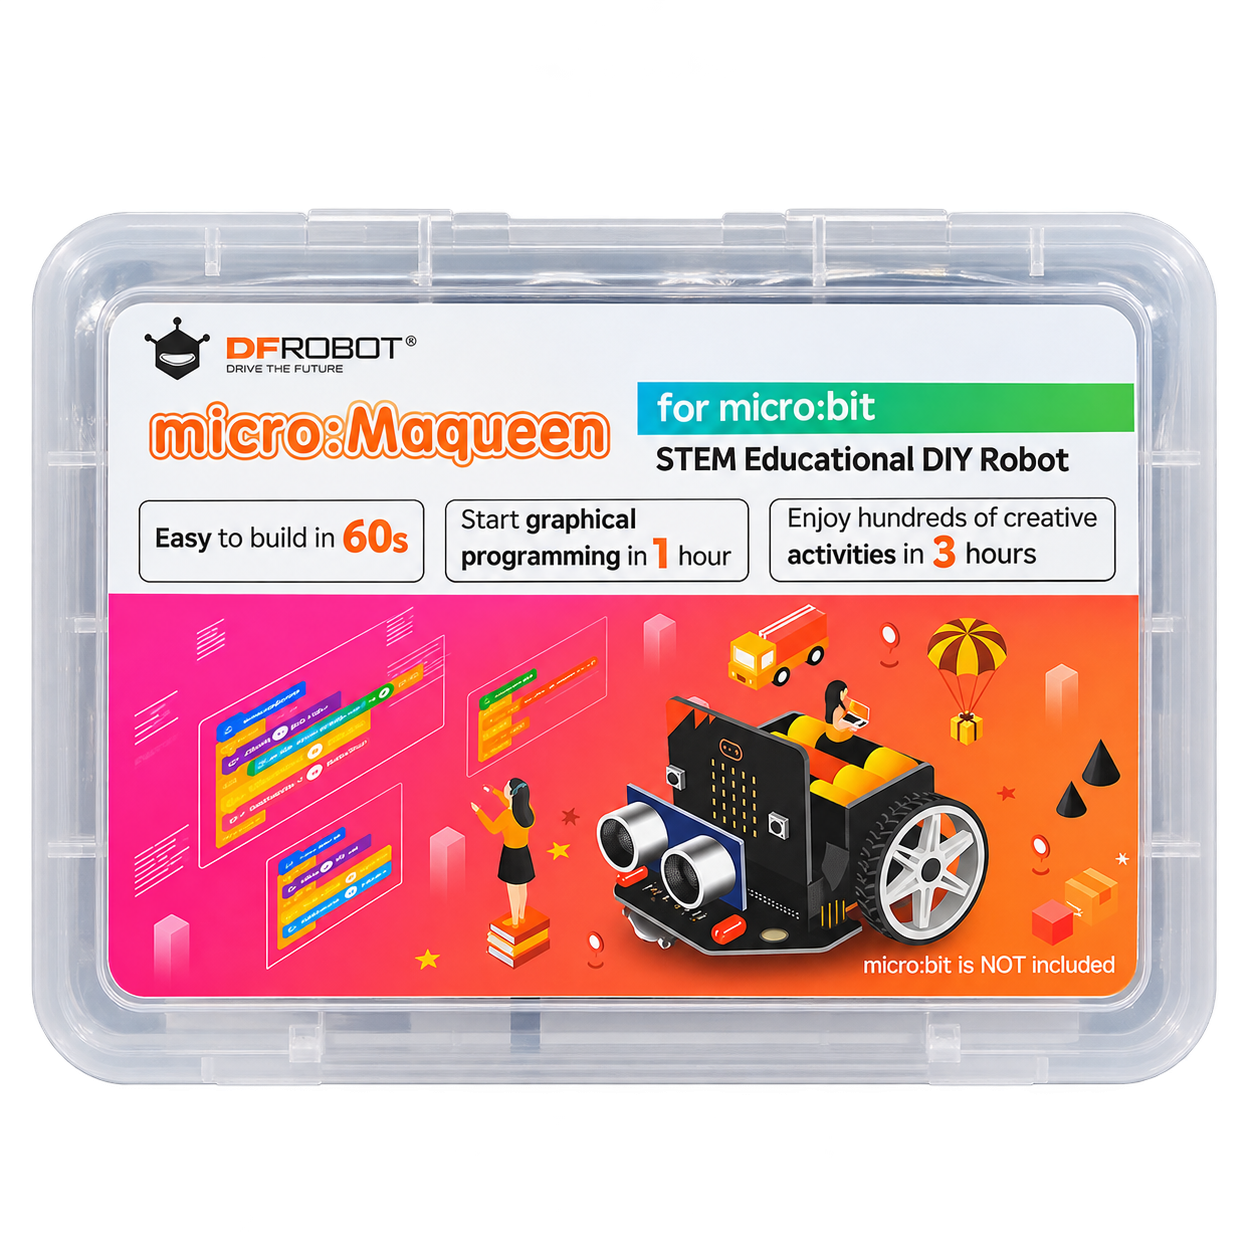 DFROBOT®
DRIVE THE FUTURE
micro:Maqueen
for micro:bit
STEM Educational DIY Robot
Easy to build in 60s
Start graphical
programming in 1 hour
Enjoy hundreds of creative
activities in 3 hours
micro:bit is NOT included